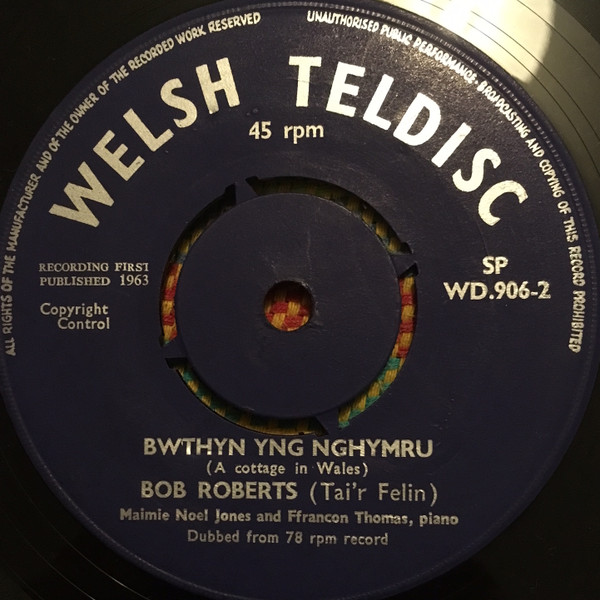 ALL RIGHTS OF THE MANUFACTURER AND OF THE OWNER OF THE RECORDED WORK RESERVED
UNAUTHORISED PUBLIC PERFORMANCE BROADCASTING AND COPYING OF THIS RECORD PROHIBITED
WELSH TELDISC
45 rpm
RECORDING FIRST
PUBLISHED 1963
Copyright
Control
SP
WD.906-2
BWTHYN YNG NGHYMRU
(A cottage in Wales)
BOB ROBERTS (Tai'r Felin)
Maimie Noel Jones and Ffrancon Thomas, piano
Dubbed from 78 rpm record